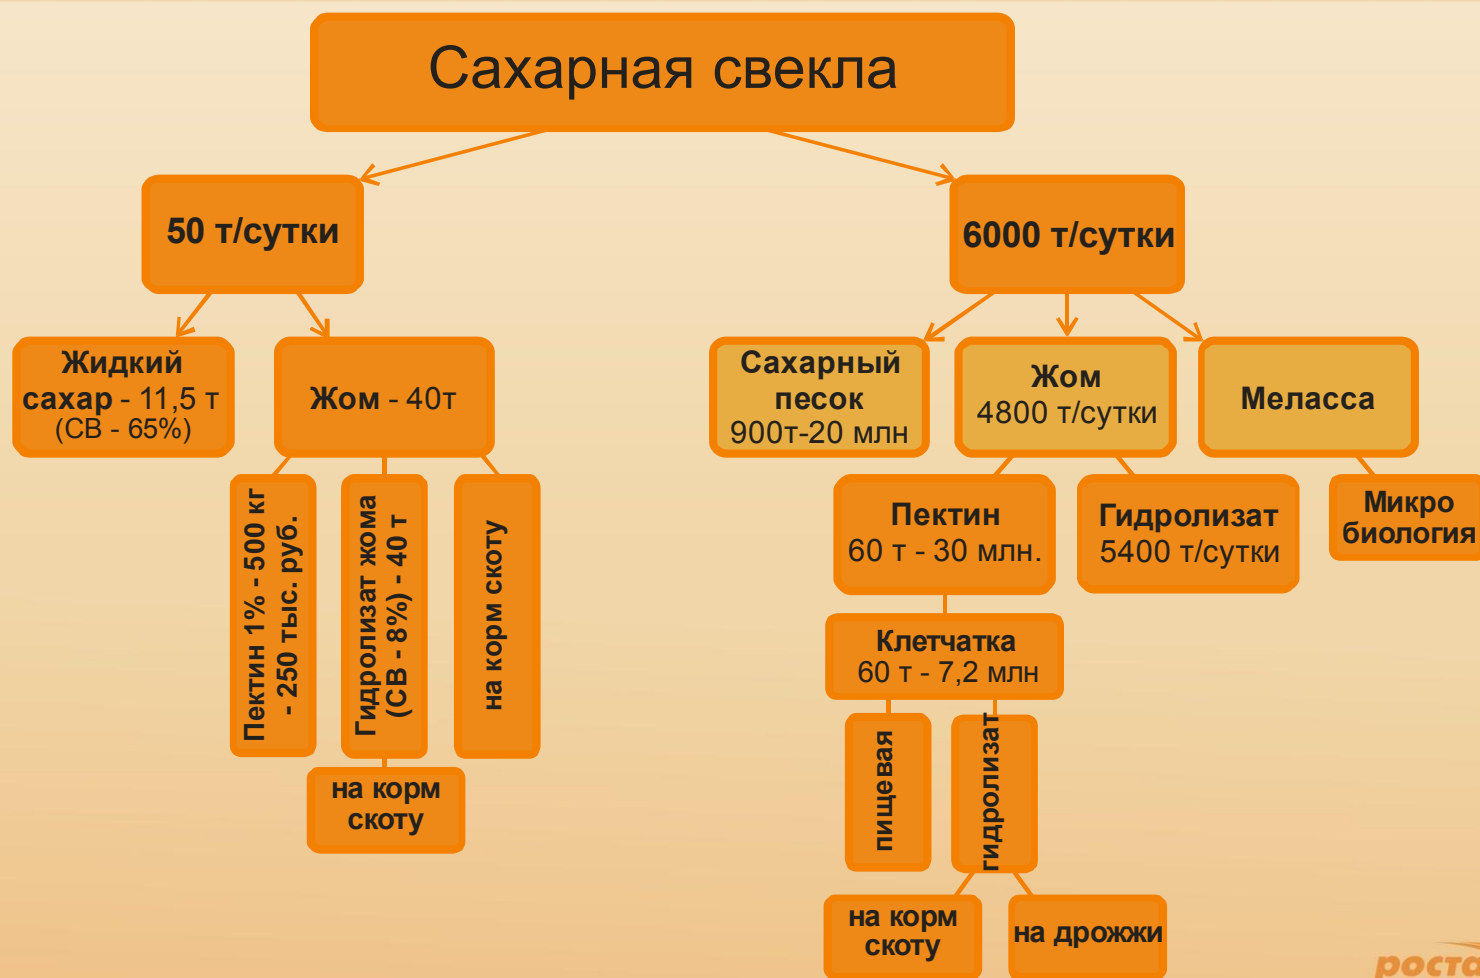 Сахарная свекла
50 т/сутки
6000 т/сутки
Жидкий
сахар - 11,5 т
(СВ - 65%)
Жом - 40т
Сахарный
песок
900т-20 млн
Жом
4800 т/сутки
Меласса
Пектин 1% - 500 кг
- 250 тыс. руб.
Гидролизат жома
(СВ - 8%) - 40 т
на корм скоту
Пектин
60 т - 30 млн.
Гидролизат
5400 т/сутки
Микро
биология
Клетчатка
60 т - 7,2 млн
на корм
скоту
пищевая
гидролизат
на корм
скоту
на дрожжи